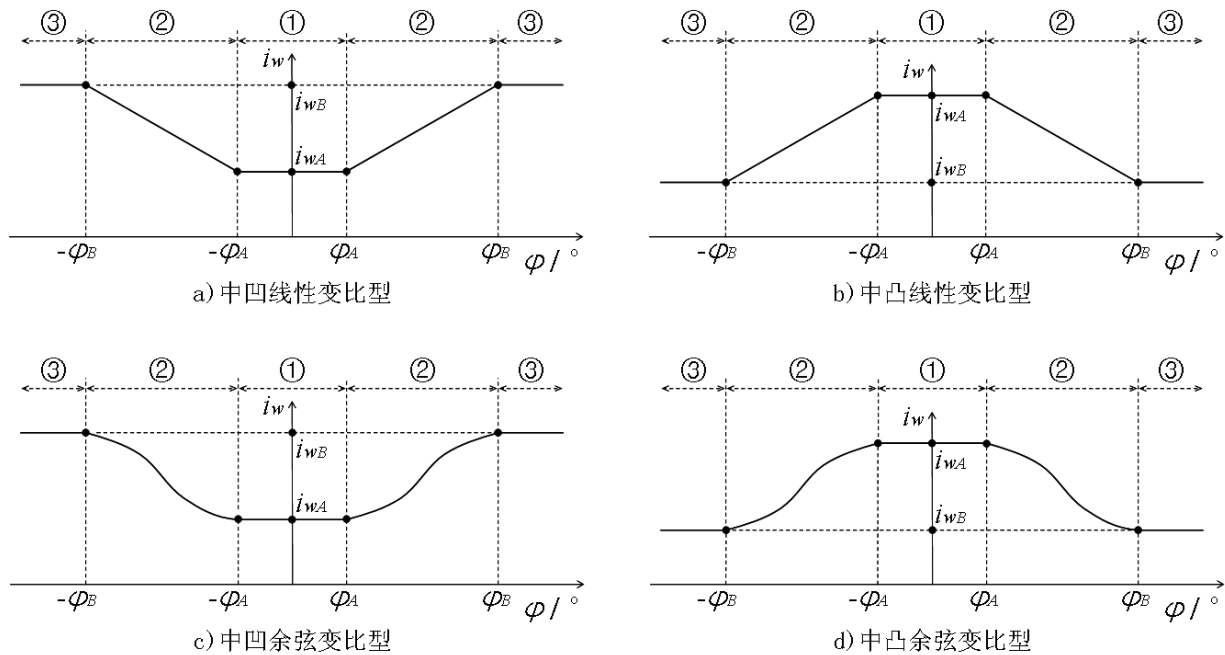 ③ ② ① ② ③
iw
iwB
iwA
-φB -φA φA φB φ/°
a)中凹线性变比型
③ ② ① ② ③
iw
iwA
iwB
-φB -φA φA φB φ/°
b)中凸线性变比型
③ ② ① ② ③
iw
iwB
iwA
-φB -φA φA φB φ/°
c)中凹余弦变比型
③ ② ① ② ③
iw
iwA
iwB
-φB -φA φA φB φ/°
d)中凸余弦变比型